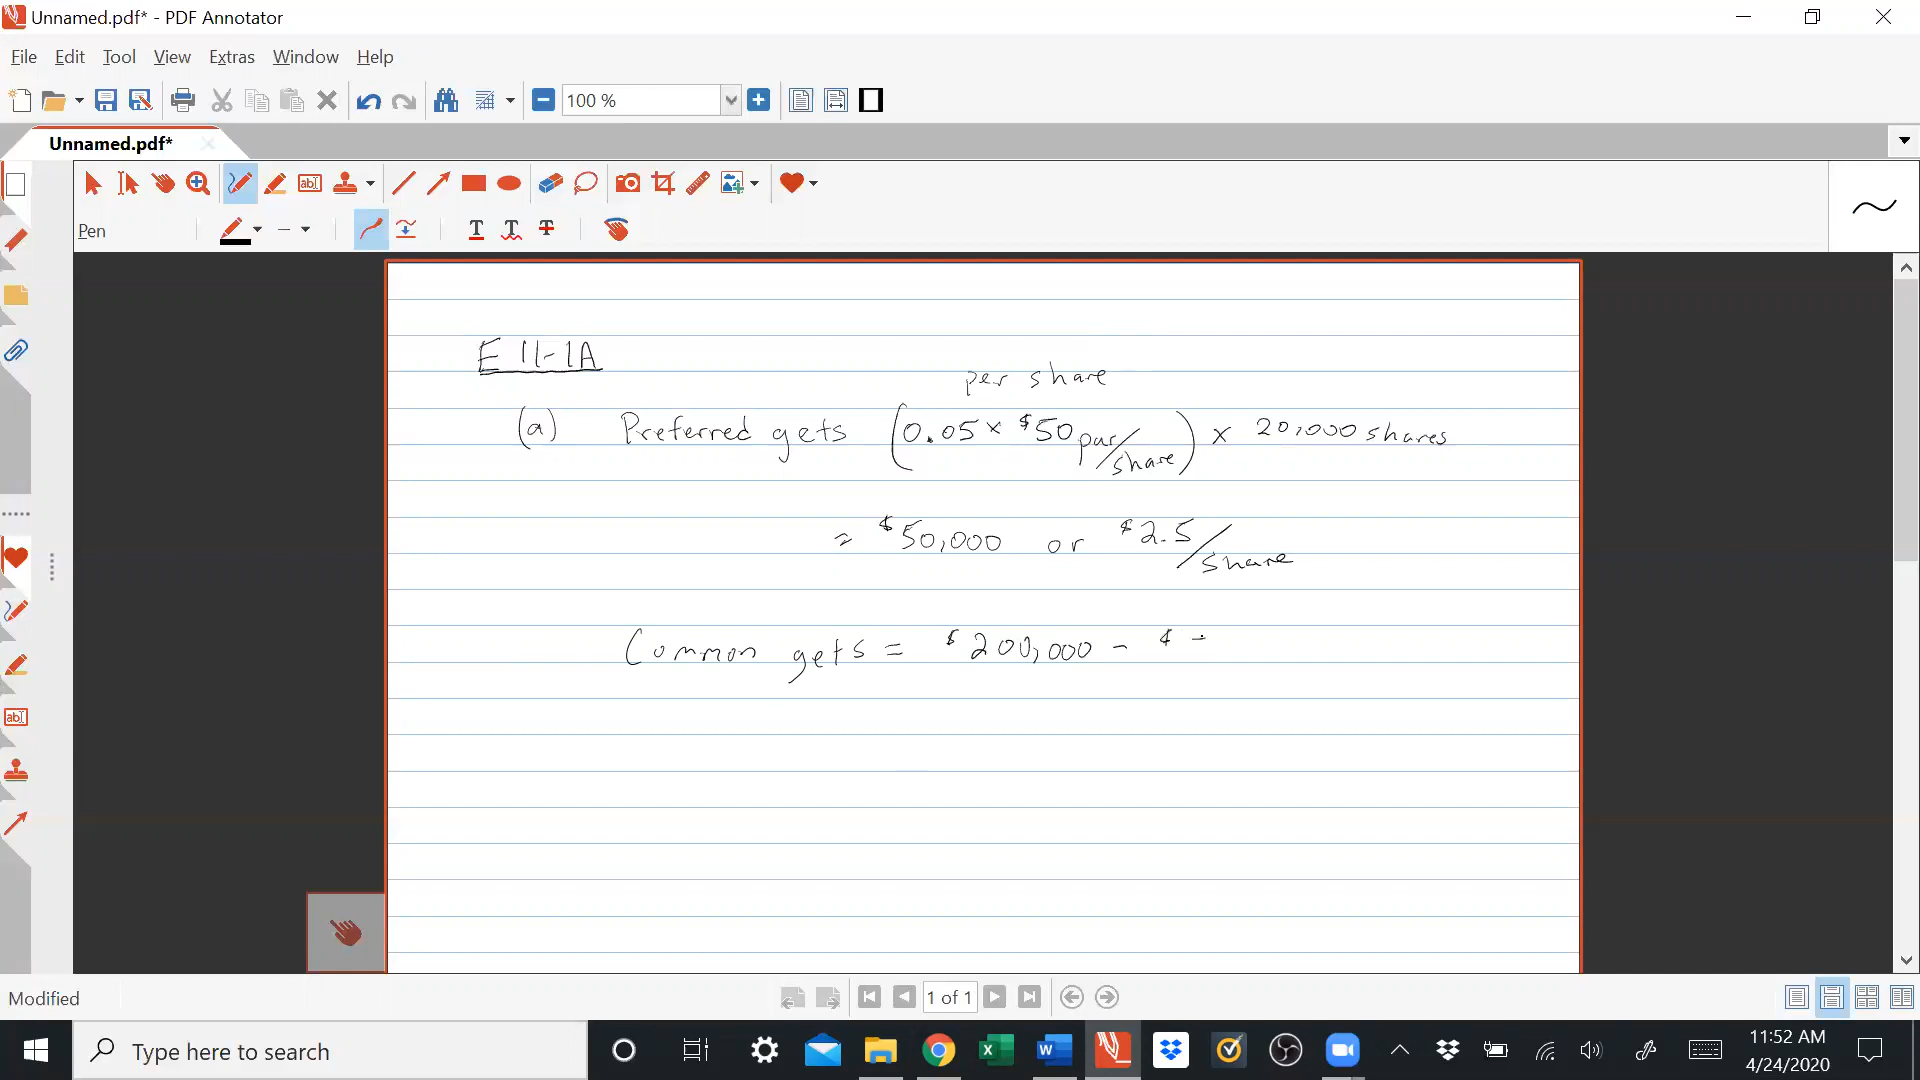 Unnamed.pdf* - PDF Annotator
File Edit Tool View Extras Window Help
100 %
Unnamed.pdf*
Pen
E 11-1A
per share
(a) Preferred gets (0.05 × $50 par/share) × 20,000 shares
= $50,000 or $2.5/share
Common gets = $200,000 - $
Modified
1 of 1
Type here to search
11:52 AM
4/24/2020